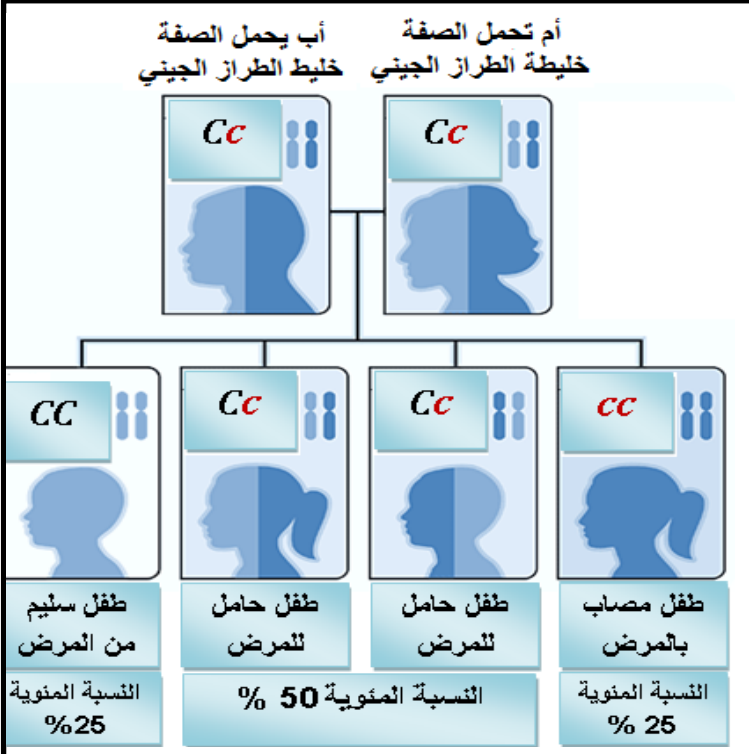 أم تحمل الصفة
خليطة الطراز الجيني
أب يحمل الصفة
خليط الطراز الجيني
Cc
Cc
CC
Cc
Cc
cc
طفل مصاب
بالمرض
طفل حامل
للمرض
طفل حامل
للمرض
طفل سليم
من المرض
النسبة المئوية
25 %
النسبة المئوية 50 %
النسبة المئوية
%25